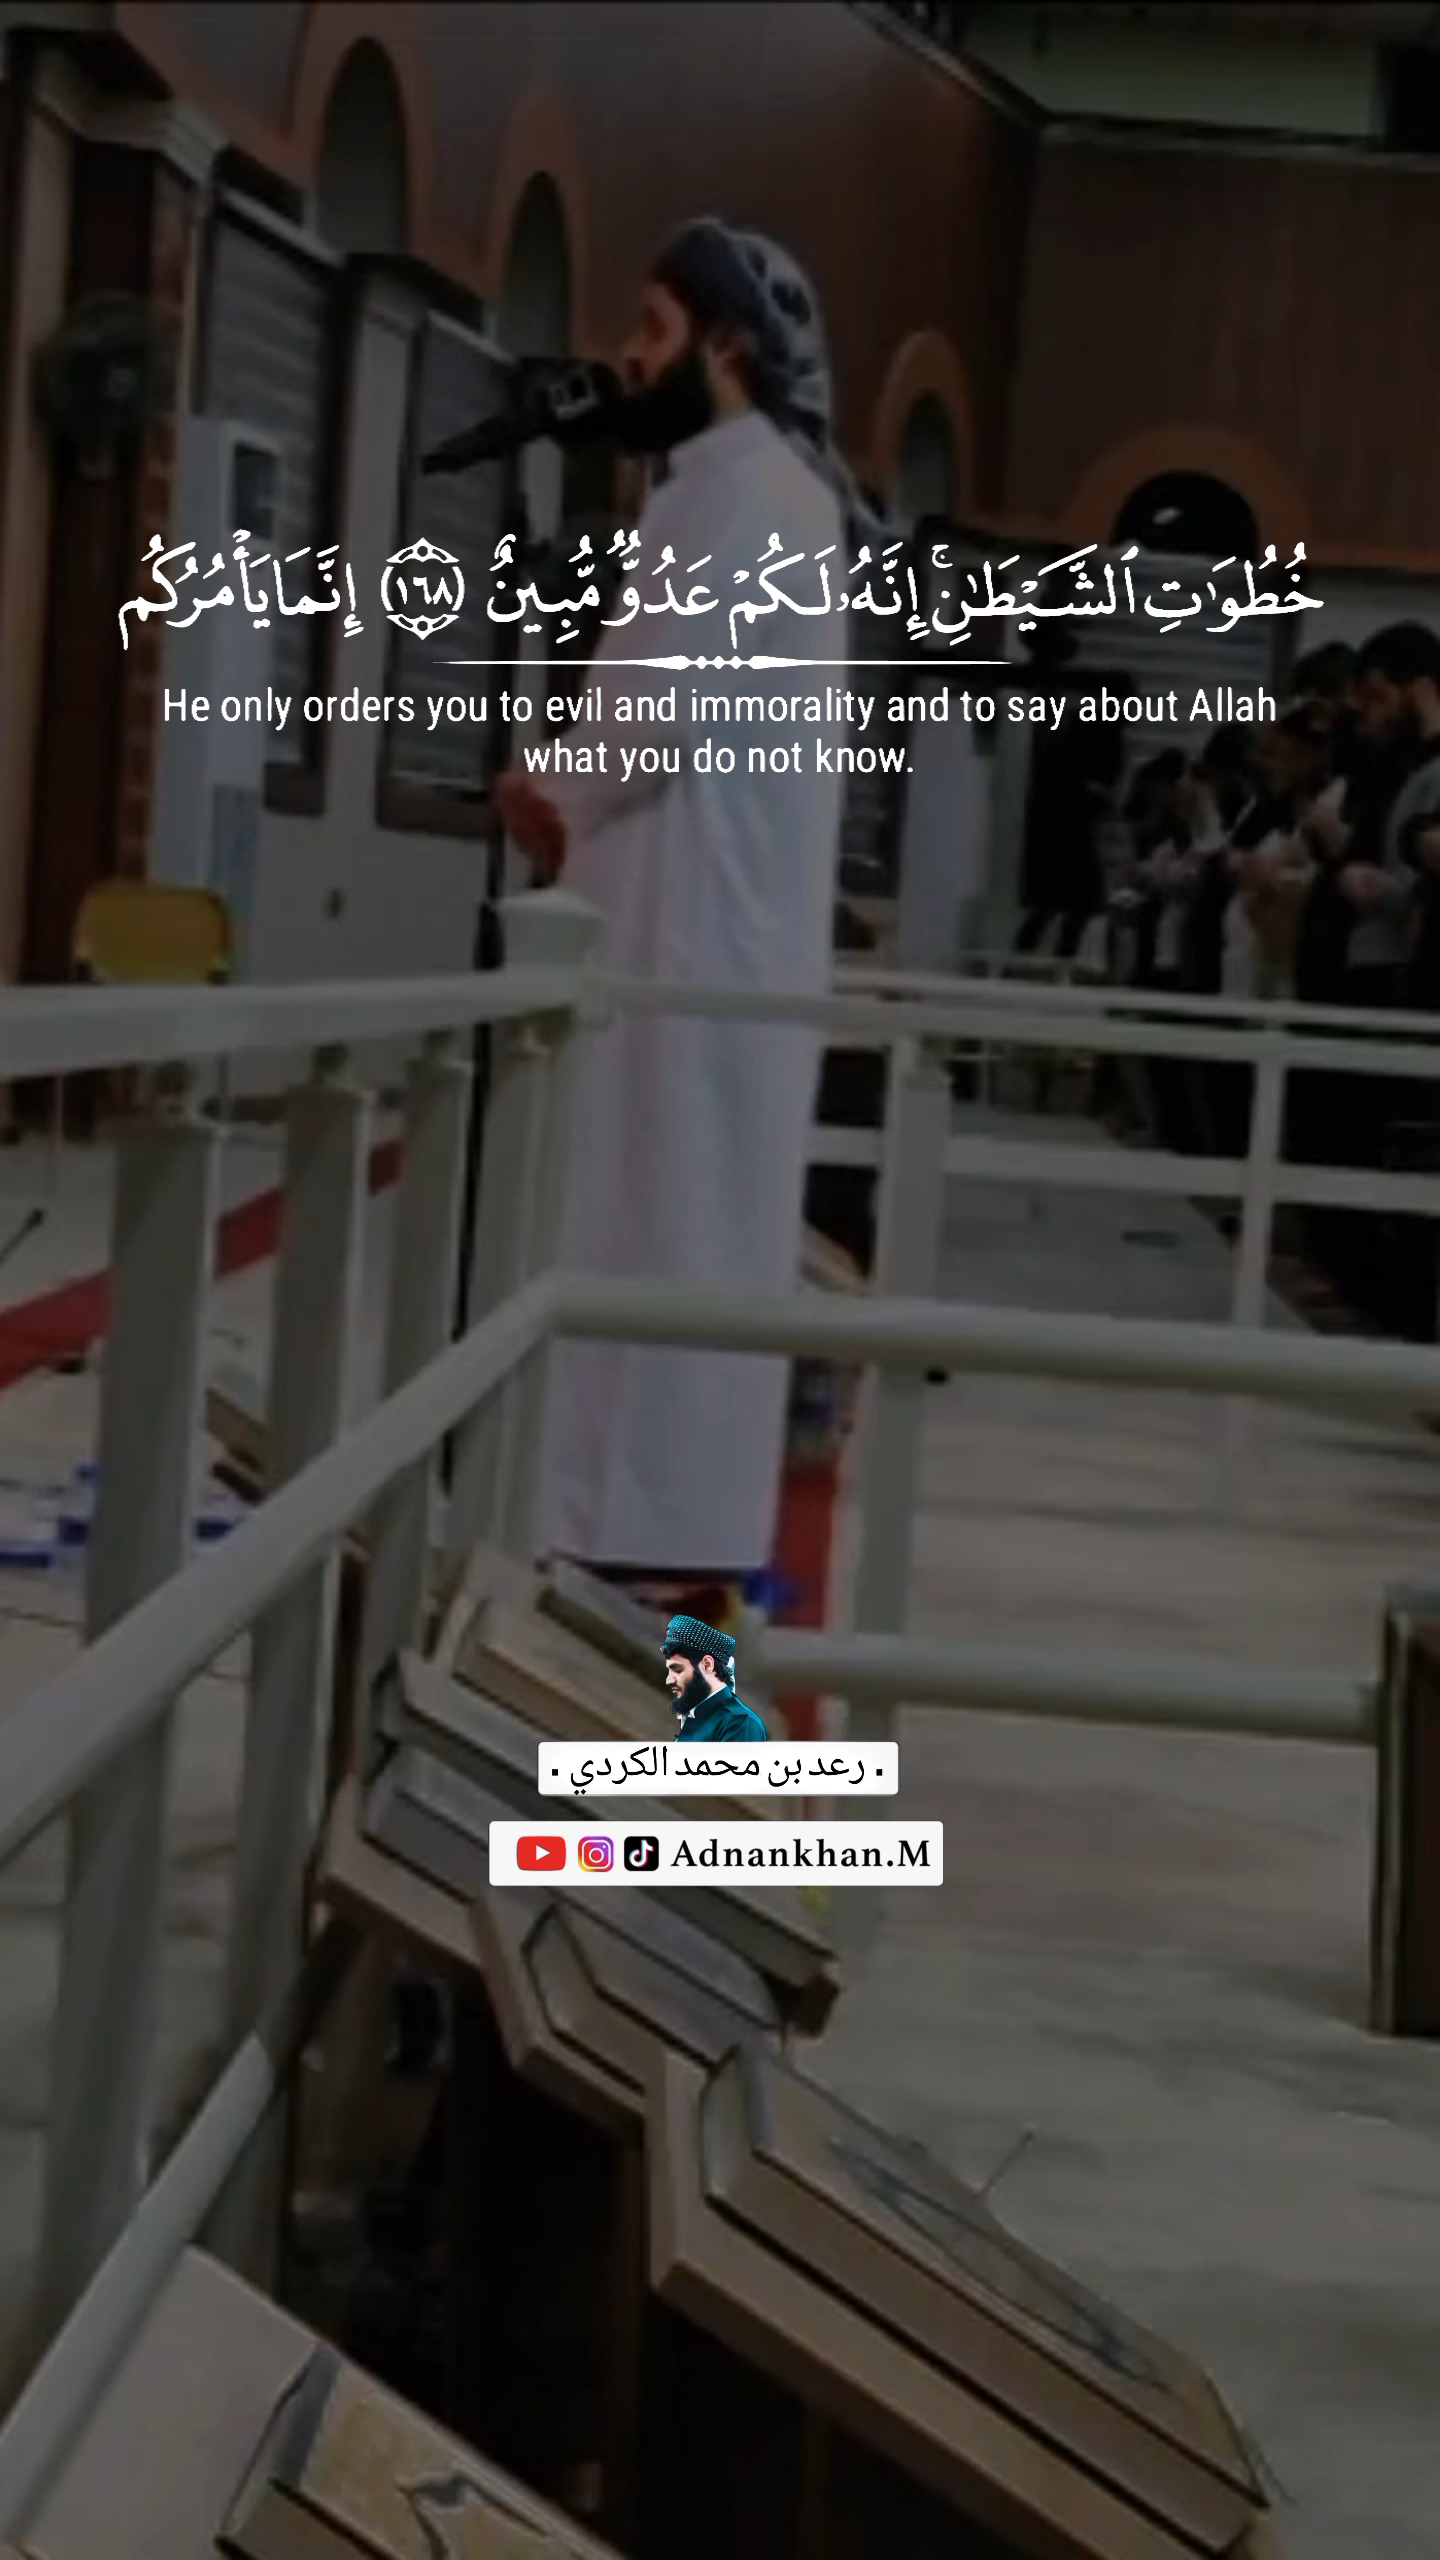 خُطُوَٰتِ ٱلشَّيْطَٰنِ ۚ إِنَّهُۥ لَكُمْ عَدُوٌّ مُّبِينٌ ١٦٨ إِنَّمَا يَأْمُرُكُم
He only orders you to evil and immorality and to say about Allah
what you do not know.
. رعد بن محمد الكردي .
Adnankhan.M